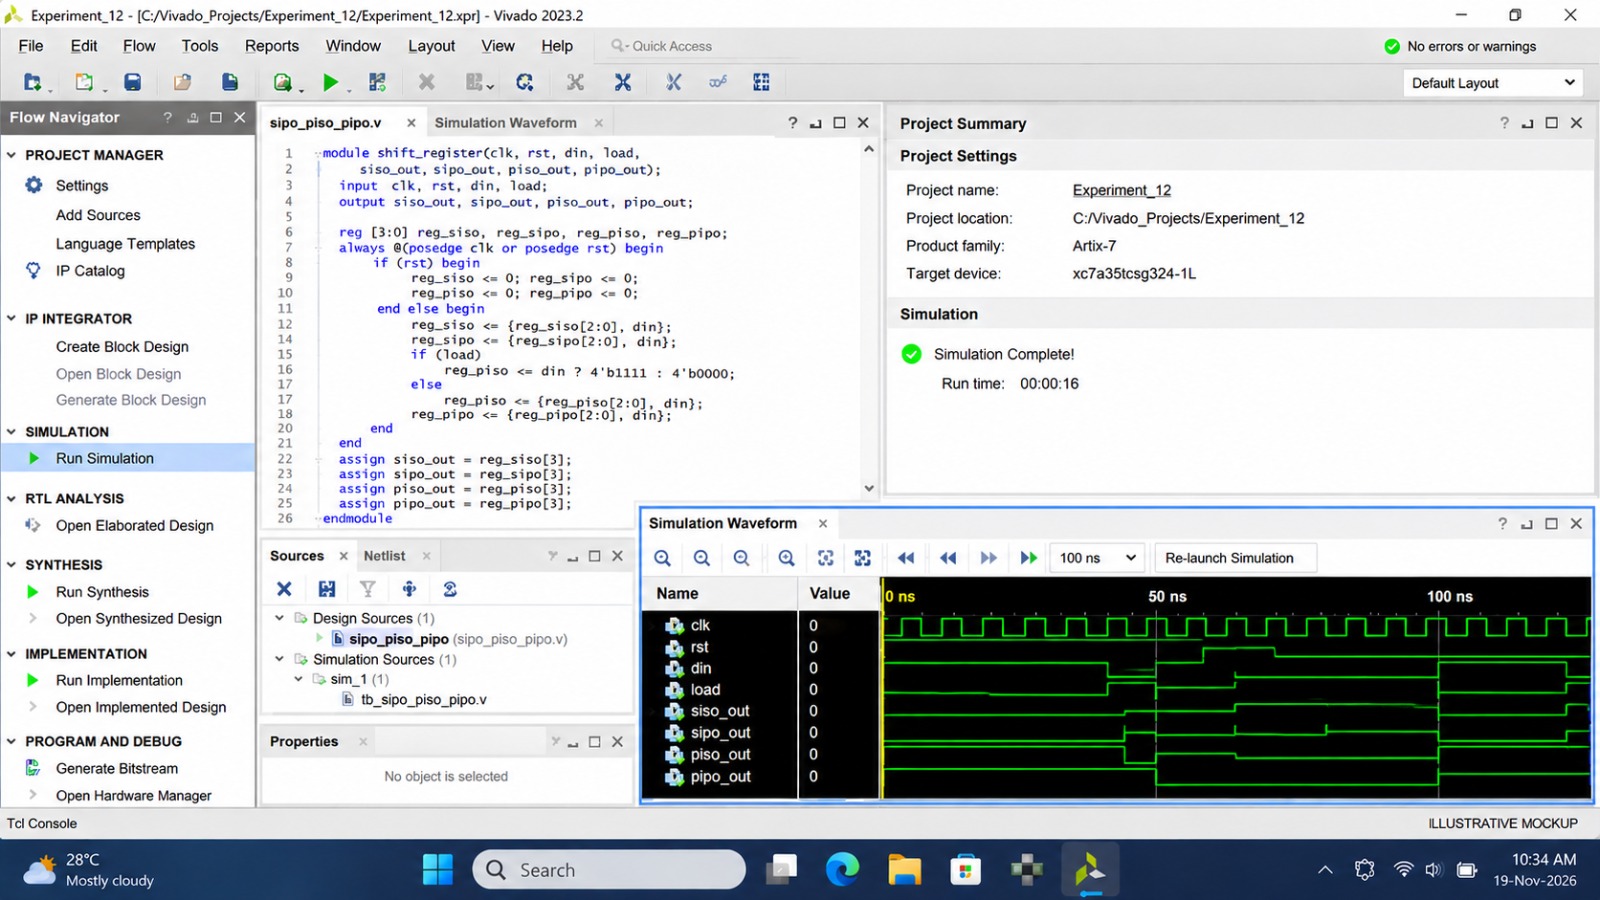 Experiment_12 - [C:/Vivado_Projects/Experiment_12/Experiment_12.xpr] - Vivado 2023.2
File Edit Flow Tools Reports Window Layout View Help Quick Access
No errors or warnings
Default Layout
Flow Navigator
PROJECT MANAGER
Settings
Add Sources
Language Templates
IP Catalog
IP INTEGRATOR
Create Block Design
Open Block Design
Generate Block Design
SIMULATION
Run Simulation
RTL ANALYSIS
Open Elaborated Design
SYNTHESIS
Run Synthesis
Open Synthesized Design
IMPLEMENTATION
Run Implementation
Open Implemented Design
PROGRAM AND DEBUG
Generate Bitstream
Open Hardware Manager
sipo_piso_pipo.v Simulation Waveform
1 module shift_register(clk, rst, din, load,
2 siso_out, sipo_out, piso_out, pipo_out);
3 input clk, rst, din, load;
4 output siso_out, sipo_out, piso_out, pipo_out;
5
6 reg [3:0] reg_siso, reg_sipo, reg_piso, reg_pipo;
7 always @(posedge clk or posedge rst) begin
8 if (rst) begin
9 reg_siso <= 0; reg_sipo <= 0;
10 reg_piso <= 0; reg_pipo <= 0;
11 end else begin
12 reg_siso <= {reg_siso[2:0], din};
14 reg_sipo <= {reg_sipo[2:0], din};
15 if (load)
16 reg_piso <= din ? 4'b1111 : 4'b0000;
17 else
17 reg_piso <= {reg_piso[2:0], din};
18 reg_pipo <= {reg_pipo[2:0], din};
20 end
21 end
22 assign siso_out = reg_siso[3];
23 assign sipo_out = reg_sipo[3];
24 assign piso_out = reg_piso[3];
25 assign pipo_out = reg_pipo[3];
26 endmodule
Project Summary
Project Settings
Project name: Experiment_12
Project location: C:/Vivado_Projects/Experiment_12
Product family: Artix-7
Target device: xc7a35tcsg324-1L
Simulation
Simulation Complete!
Run time: 00:00:16
Sources Netlist
Design Sources (1)
sipo_piso_pipo (sipo_piso_pipo.v)
Simulation Sources (1)
sim_1 (1)
tb_sipo_piso_pipo.v
Properties
No object is selected
Simulation Waveform
100 ns Re-launch Simulation
Name Value 0 ns 50 ns 100 ns
clk 0
rst 0
din 0
load 0
siso_out 0
sipo_out 0
piso_out 0
pipo_out 0
Tcl Console
ILLUSTRATIVE MOCKUP
28°C
Mostly cloudy
Search
10:34 AM
19-Nov-2026